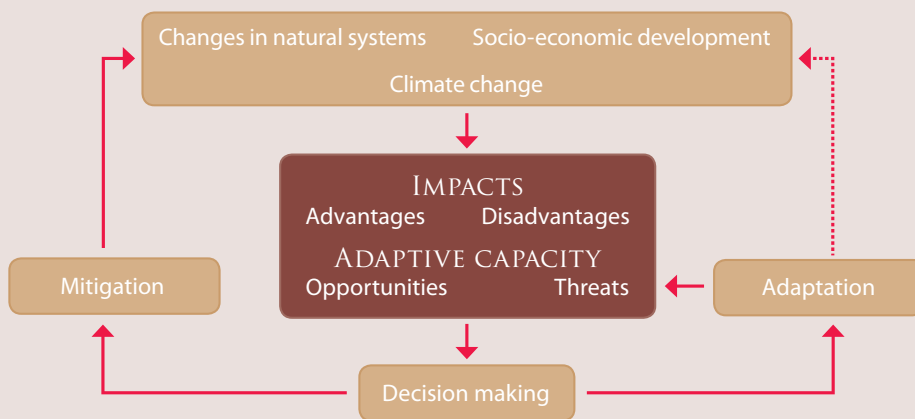 Changes in natural systems Socio-economic development
Climate change
IMPACTS
Advantages Disadvantages
ADAPTIVE CAPACITY
Opportunities Threats
Mitigation
Adaptation
Decision making